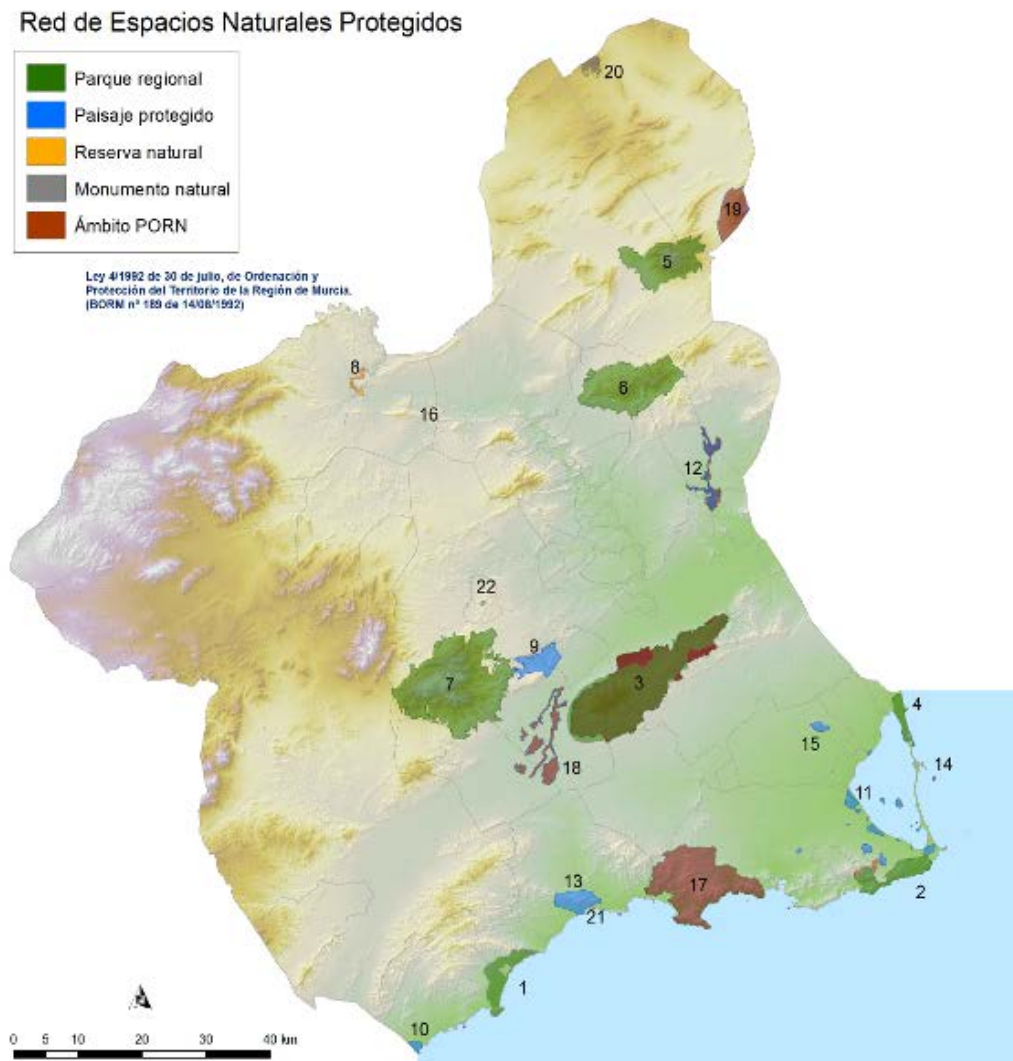 Red de Espacios Naturales Protegidos
Parque regional
Paisaje protegido
Reserva natural
Monumento natural
Ámbito PORN
Ley 4/1992 de 30 de julio, de Ordenación y
Protección del Territorio de la Región de Murcia.
(BORM nº 189 de 14/08/1992)
20
19
5
8
6
16
12
22
9
7
3
4
15
14
18
11
13
17
2
21
1
10
0 5 10 20 30 40 km